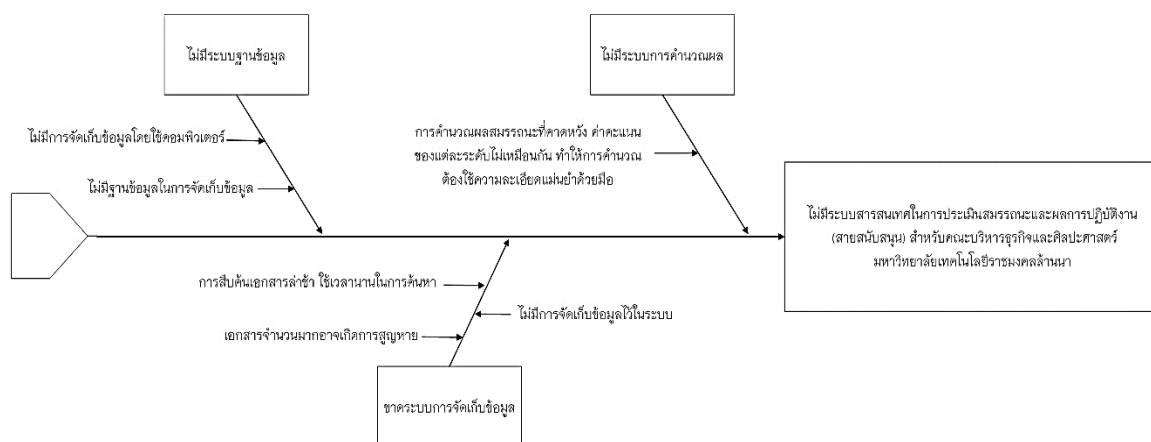 ไม่มีระบบฐานข้อมูล
ไม่มีระบบการคำนวณผล
ไม่มีการจัดเก็บข้อมูลโดยใช้คอมพิวเตอร์
ไม่มีฐานข้อมูลในการจัดเก็บข้อมูล
การคำนวณผลสมรรถนะที่คาดหวัง ค่าคะแนน
ของแต่ละระดับไม่เหมือนกัน ทำให้การคำนวณ
ต้องใช้ความละเอียดแม่นยำด้วยมือ
ไม่มีระบบสารสนเทศในการประเมินสมรรถนะและผลการปฏิบัติงาน
(สายสนับสนุน) สำหรับคณะบริหารธุรกิจและศิลปะศาสตร์
มหาวิทยาลัยเทคโนโลยีราชมงคลล้านนา
การสืบค้นเอกสารล่าช้า ใช้เวลานานในการค้นหา
ไม่มีการจัดเก็บข้อมูลไว้ในระบบ
เอกสารจำนวนมากอาจเกิดการสูญหาย
ขาดระบบการจัดเก็บข้อมูล